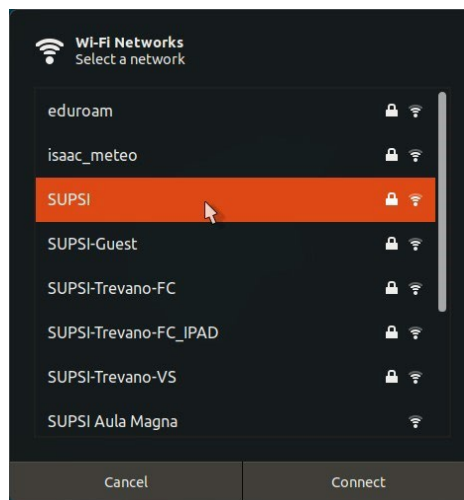 Wi-Fi Networks
Select a network
eduroam
isaac_meteo
SUPSI
SUPSI-Guest
SUPSI-Trevano-FC
SUPSI-Trevano-FC_IPAD
SUPSI-Trevano-VS
SUPSI Aula Magna
Cancel
Connect